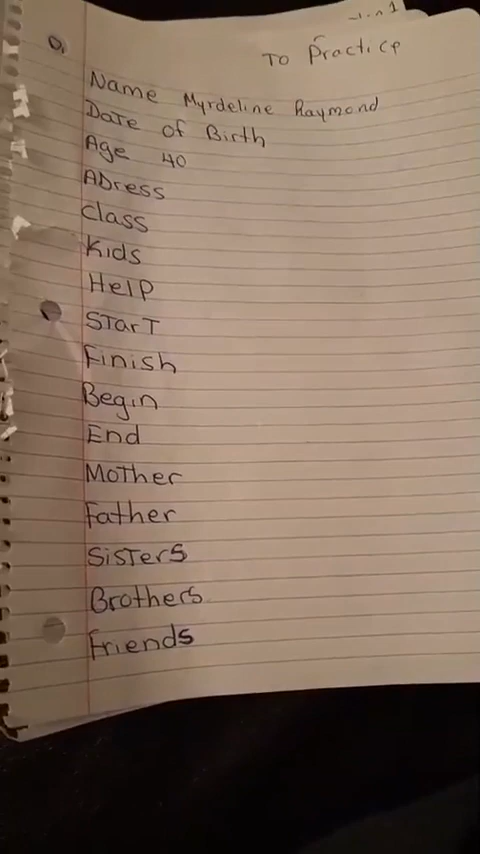 To Practice
Name Myrdeline Raymond
Date of Birth
Age 40
ADress
Class
Kids
Help
Start
Finish
Begin
End
Mother
Father
Sisters
Brothers
Friends